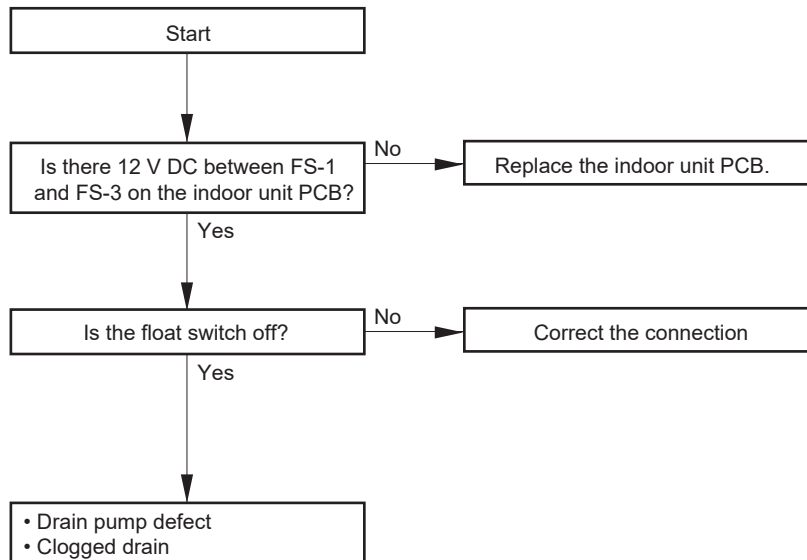 Start
Is there 12 V DC between FS-1
and FS-3 on the indoor unit PCB?
No
Replace the indoor unit PCB.
Yes
Is the float switch off?
No
Correct the connection
Yes
• Drain pump defect
• Clogged drain